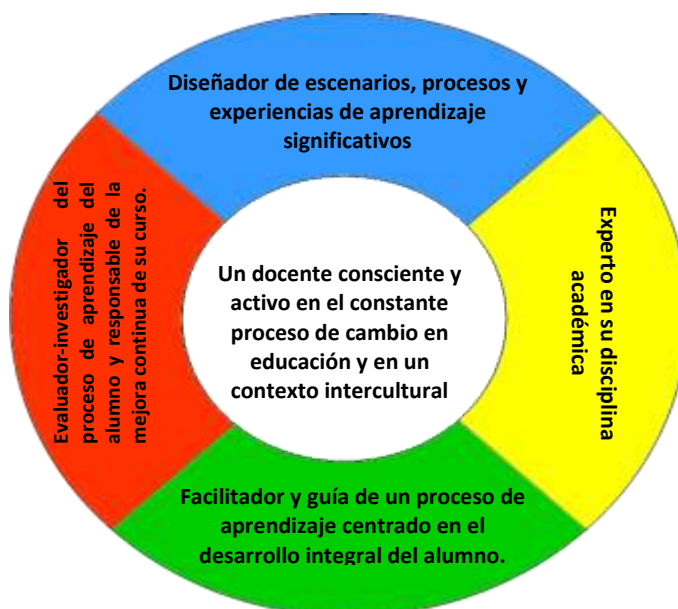 Diseñador de escenarios, procesos y
experiencias de aprendizaje
significativos
Evaluador-investigador del
proceso de aprendizaje del
alumno y responsable de la
mejora continua de su curso.
Un docente consciente y
activo en el constante
proceso de cambio en
educación y en un
contexto intercultural
Experto en su disciplina
académica
Facilitador y guía de un proceso de
aprendizaje centrado en el
desarrollo integral del alumno.